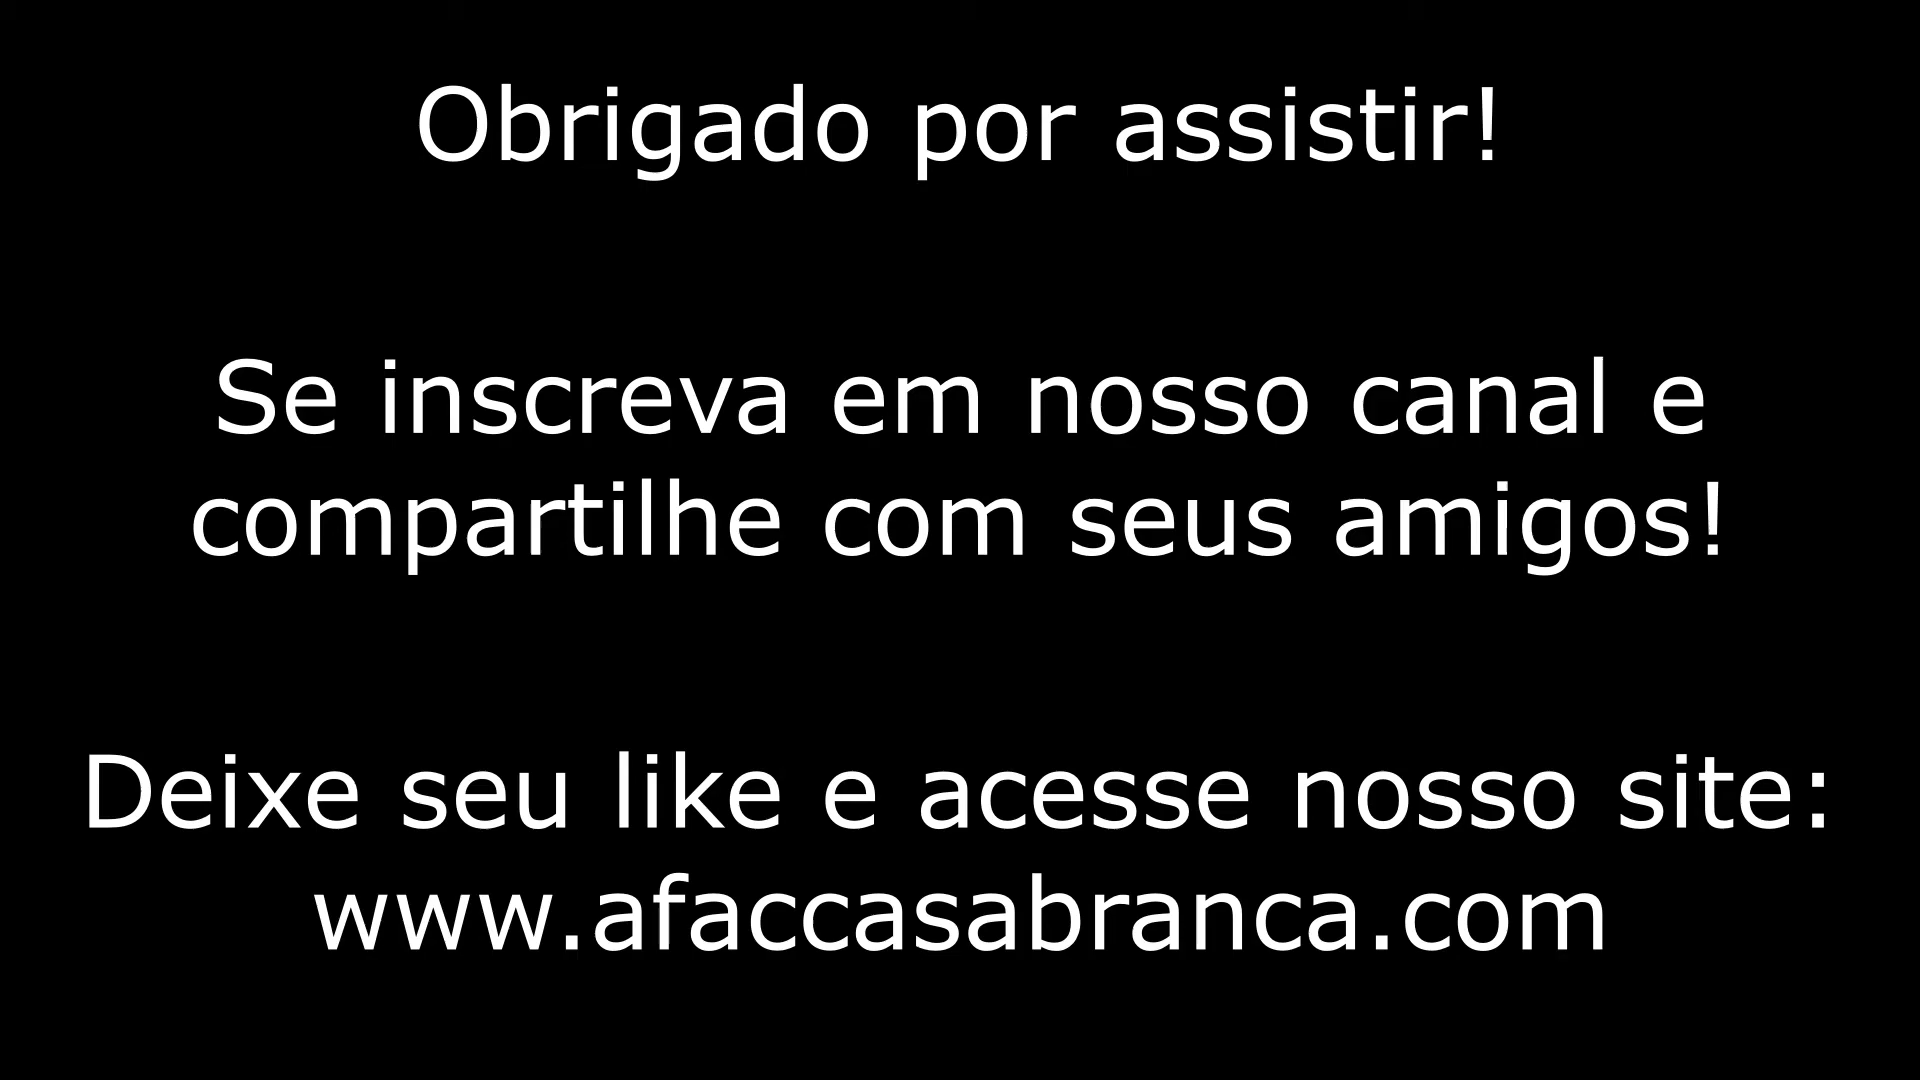 Obrigado por assistir!
Se inscreva em nosso canal e
compartilhe com seus amigos!
Deixe seu like e acesse nosso site:
www.afaccasabranca.com